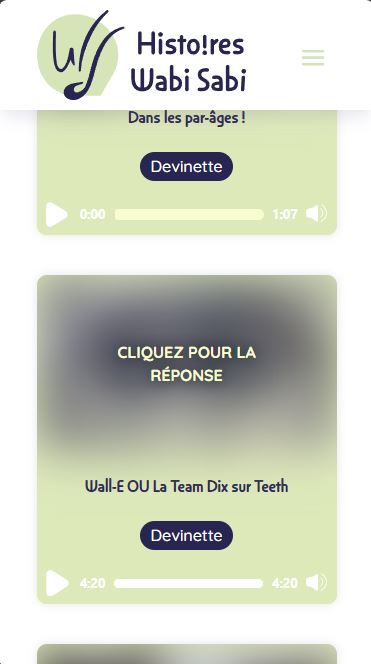 Histo!res
Wabi Sabi
Dans les par-âges !
Devinette
0:00
1:07
CLIQUEZ POUR LA
RÉPONSE
Wall-E OU La Team Dix sur Teeth
Devinette
4:20
4:20